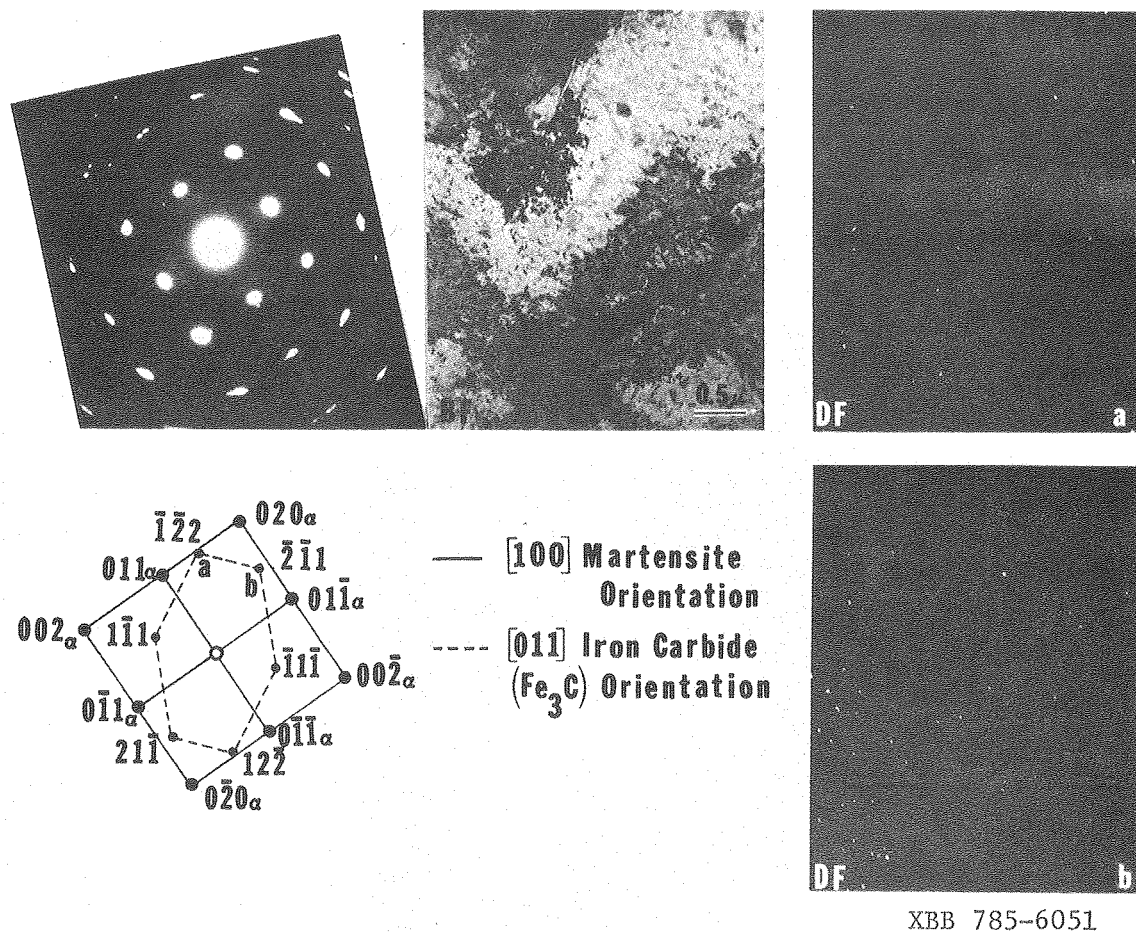 0.5μ
DF
a
1̄2̄2
020α
2̄1̄1
a
b
011α
011̄α
002α
11̄1
1̄11̄
002̄α
01̄1α
01̄1̄α
211̄
122̄
02̄0α
[100] Martensite
Orientation
[011] Iron Carbide
(Fe₃C) Orientation
DF
b
XBB 785-6051